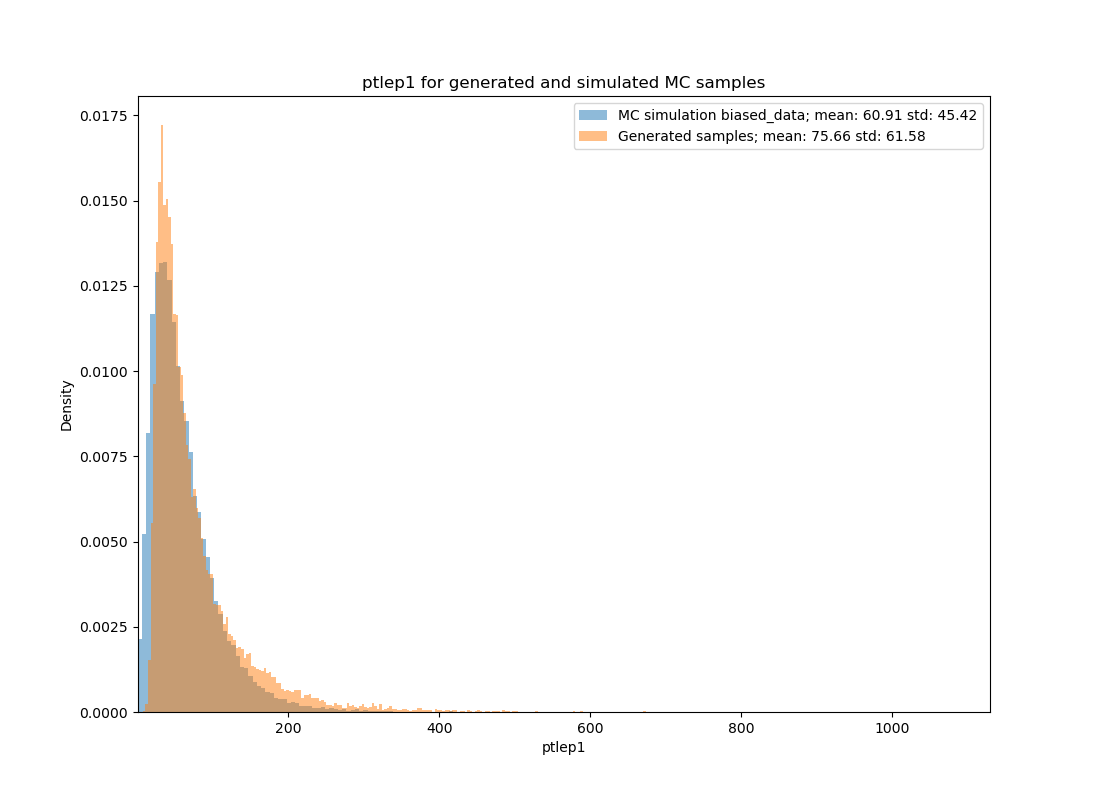 ptlep1 for generated and simulated MC samples
MC simulation biased_data; mean: 60.91 std: 45.42
Generated samples; mean: 75.66 std: 61.58
0.0175
0.0150
0.0125
0.0100
0.0075
0.0050
0.0025
0.0000
Density
200
400
600
800
1000
ptlep1